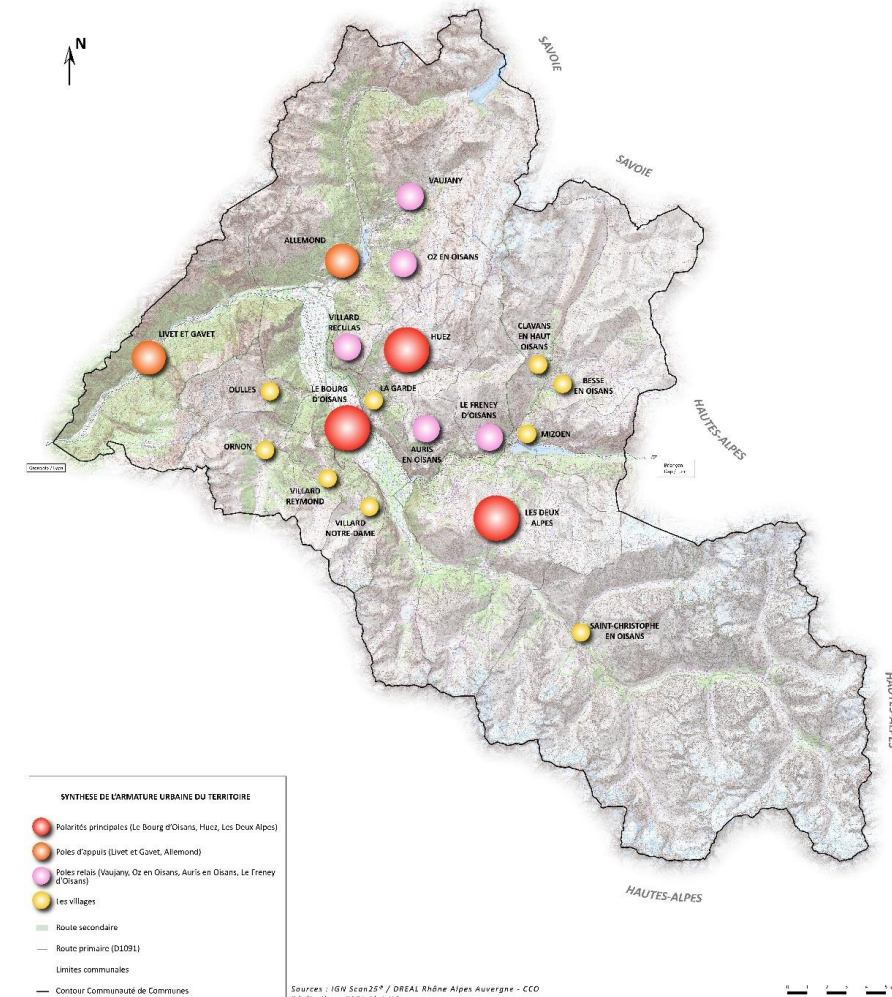 N
SAVOIE
SAVOIE
VAUJANY
ALLEMOND
OZ EN OISANS
VILLARD
RECULAS
HUEZ
LIVET ET GAVET
CLAVANS
EN HAUT
OISANS
BESSE
EN OISANS
OULLES
LE BOURG
D'OISANS
LA GARDE
LE FRENEY
D'OISANS
HAUTES-ALPES
ORNON
AURIS
EN OISANS
MIZOEN
Grenoble / Lyon
VILLARD
REYMOND
VILLARD
NOTRE-DAME
LES DEUX
ALPES
SAINT-CHRISTOPHE
EN OISANS
HAUTES-ALPES
SYNTHESE DE L'ARMATURE URBAINE DU TERRITOIRE
Polarités principales (Le Bourg d'Oisans, Huez, Les Deux Alpes)
Poles d'appuis (Livet et Gavet, Allemond)
Poles relais (Vaujany, Oz en Oisans, Auris en Oisans, Le Freney
d'Oisans)
Les villages
Route secondaire
Route primaire (D1091)
Limites communales
Contour Communauté de Communes
Sources : IGN Scan25® / DREAL Rhône Alpes Auvergne - CCO